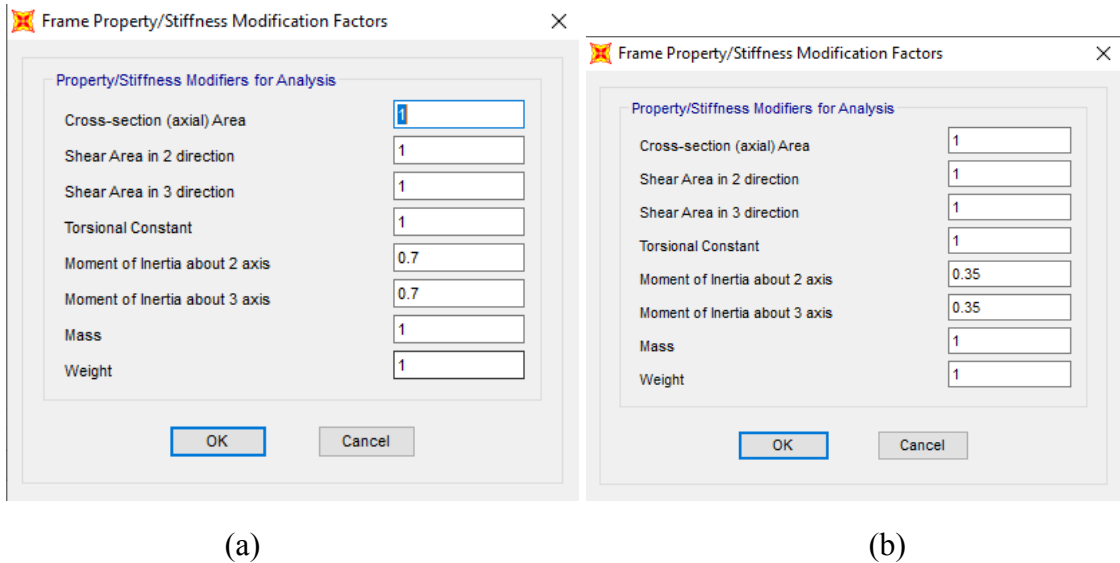 Frame Property/Stiffness Modification Factors
Property/Stiffness Modifiers for Analysis
Cross-section (axial) Area 1
Shear Area in 2 direction 1
Shear Area in 3 direction 1
Torsional Constant 1
Moment of Inertia about 2 axis 0.7
Moment of Inertia about 3 axis 0.7
Mass 1
Weight 1
OK Cancel
(a)
Frame Property/Stiffness Modification Factors
Property/Stiffness Modifiers for Analysis
Cross-section (axial) Area 1
Shear Area in 2 direction 1
Shear Area in 3 direction 1
Torsional Constant 1
Moment of Inertia about 2 axis 0.35
Moment of Inertia about 3 axis 0.35
Mass 1
Weight 1
OK Cancel
(b)